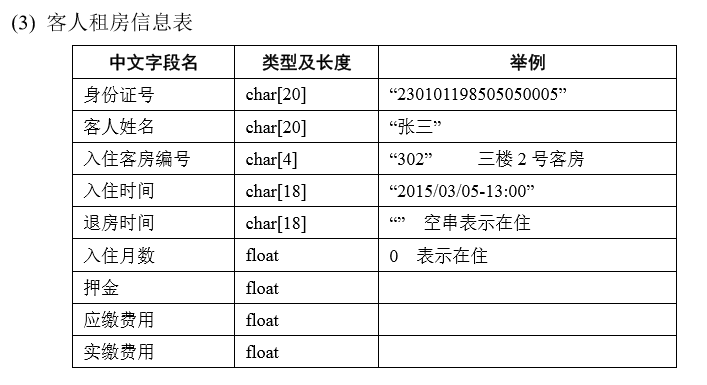 (3) 客人租房信息表
中文字段名 类型及长度 举例
身份证号 char[20] “230101198505050005”
客人姓名 char[20] “张三”
入住客房编号 char[4] “302” 三楼 2 号客房
入住时间 char[18] “2015/03/05-13:00”
退房时间 char[18] “” 空串表示在住
入住月数 float 0 表示在住
押金 float
应缴费用 float
实缴费用 float